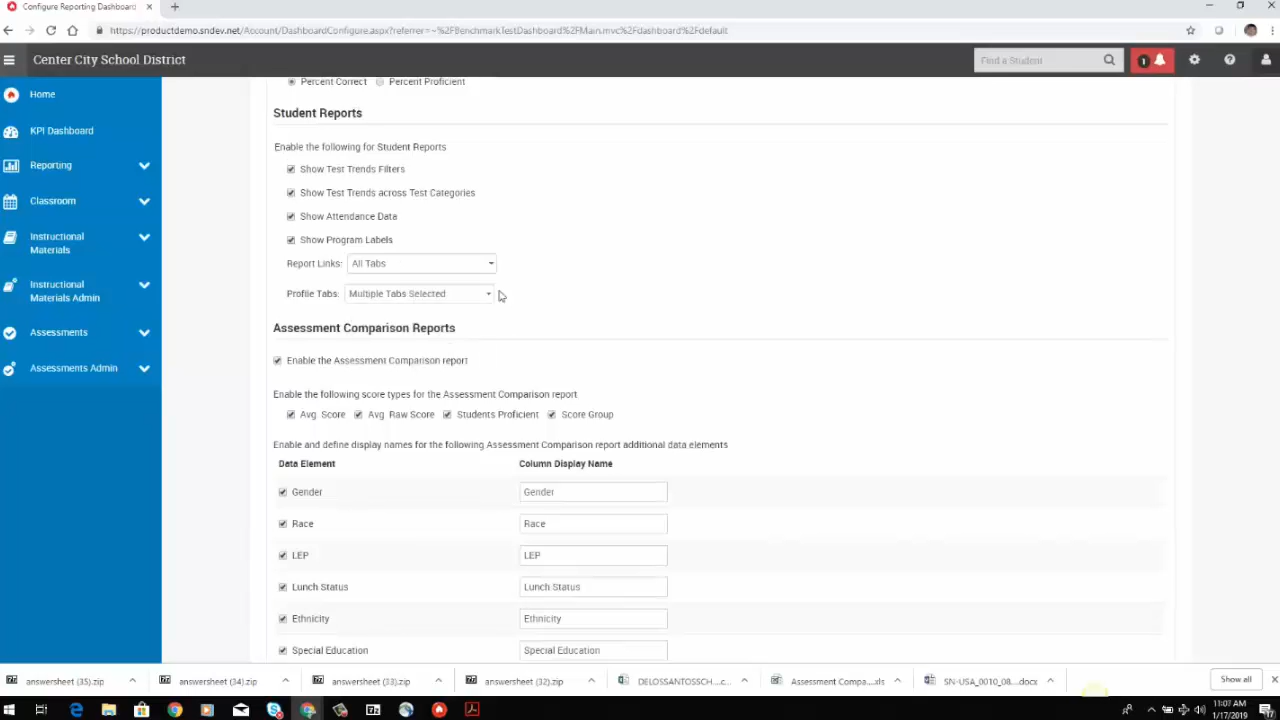 Configure Reporting Dashboard
https://productdemo.sndev.net/Account/DashboardConfigure.aspx?referrer=~%2FBenchmarkTestDashboard%2FMain.mvc%2Fdashboard%2Fdefault
Center City School District
Find a Student
1
Home
KPI Dashboard
Reporting
Classroom
Instructional
Materials
Instructional
Materials Admin
Assessments
Assessments Admin
Percent Correct Percent Proficient
Student Reports
Enable the following for Student Reports
Show Test Trends Filters
Show Test Trends across Test Categories
Show Attendance Data
Show Program Labels
Report Links: All Tabs
Profile Tabs: Multiple Tabs Selected
Assessment Comparison Reports
Enable the Assessment Comparison report
Enable the following score types for the Assessment Comparison report
Avg Score Avg Raw Score Students Proficient Score Group
Enable and define display names for the following Assessment Comparison report additional data elements
Data Element Column Display Name
Gender Gender
Race Race
LEP LEP
Lunch Status Lunch Status
Ethnicity Ethnicity
Special Education Special Education
answersheet (35).zip answersheet (34).zip answersheet (33).zip answersheet (32).zip DELOSSANTOSSCH....c... Assessment Compa....xls SN-USA_0010_08....docx Show all
11:07 AM
1/17/2019